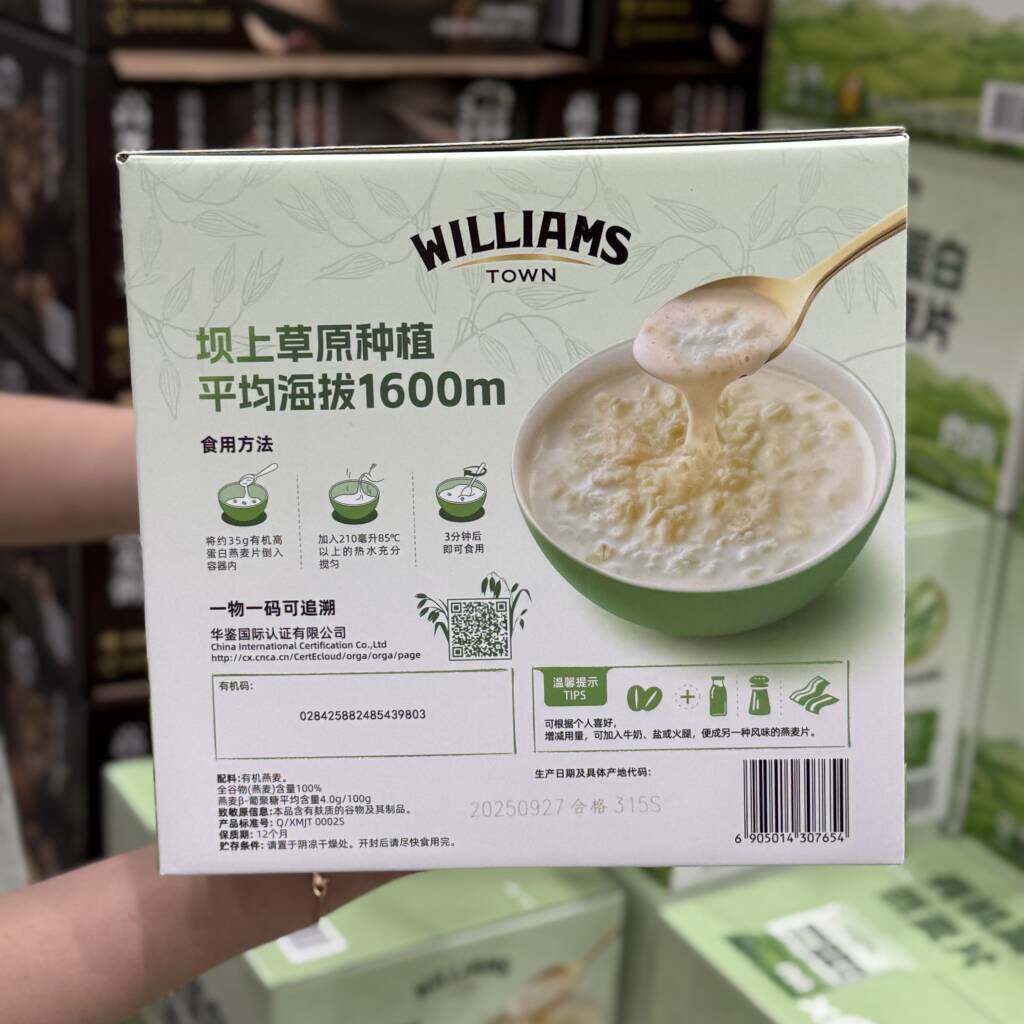 WILLIAMS
TOWN
坝上草原种植
平均海拔1600m
食用方法
将约35g有机高
蛋白燕麦片倒入
容器内
加入210毫升85℃
以上的热水充分
搅匀
3分钟后
即可食用
一物一码可追溯
华鉴国际认证有限公司
China International Certification Co.,Ltd
http://cx.cnca.cn/CertEcloud/orga/orga/page
有机码:
028425882485439803
温馨提示
TIPS
可根据个人喜好,
增减用量,可加入牛奶、盐或火腿,便成另一种风味的燕麦片。
配料:有机燕麦。
全谷物(燕麦)含量100%
燕麦β-葡聚糖平均含量4.0g/100g
致敏原信息:本品含有麸质的谷物及其制品。
产品标准号: Q/XMJT 0002S
保质期: 12个月
贮存条件: 请置于阴凉干燥处。开封后请尽快食用完。
生产日期及具体产地代码:
20250927 合格 315S
6 905014 307654
蛋白
片
WILLIAMS
TOWN